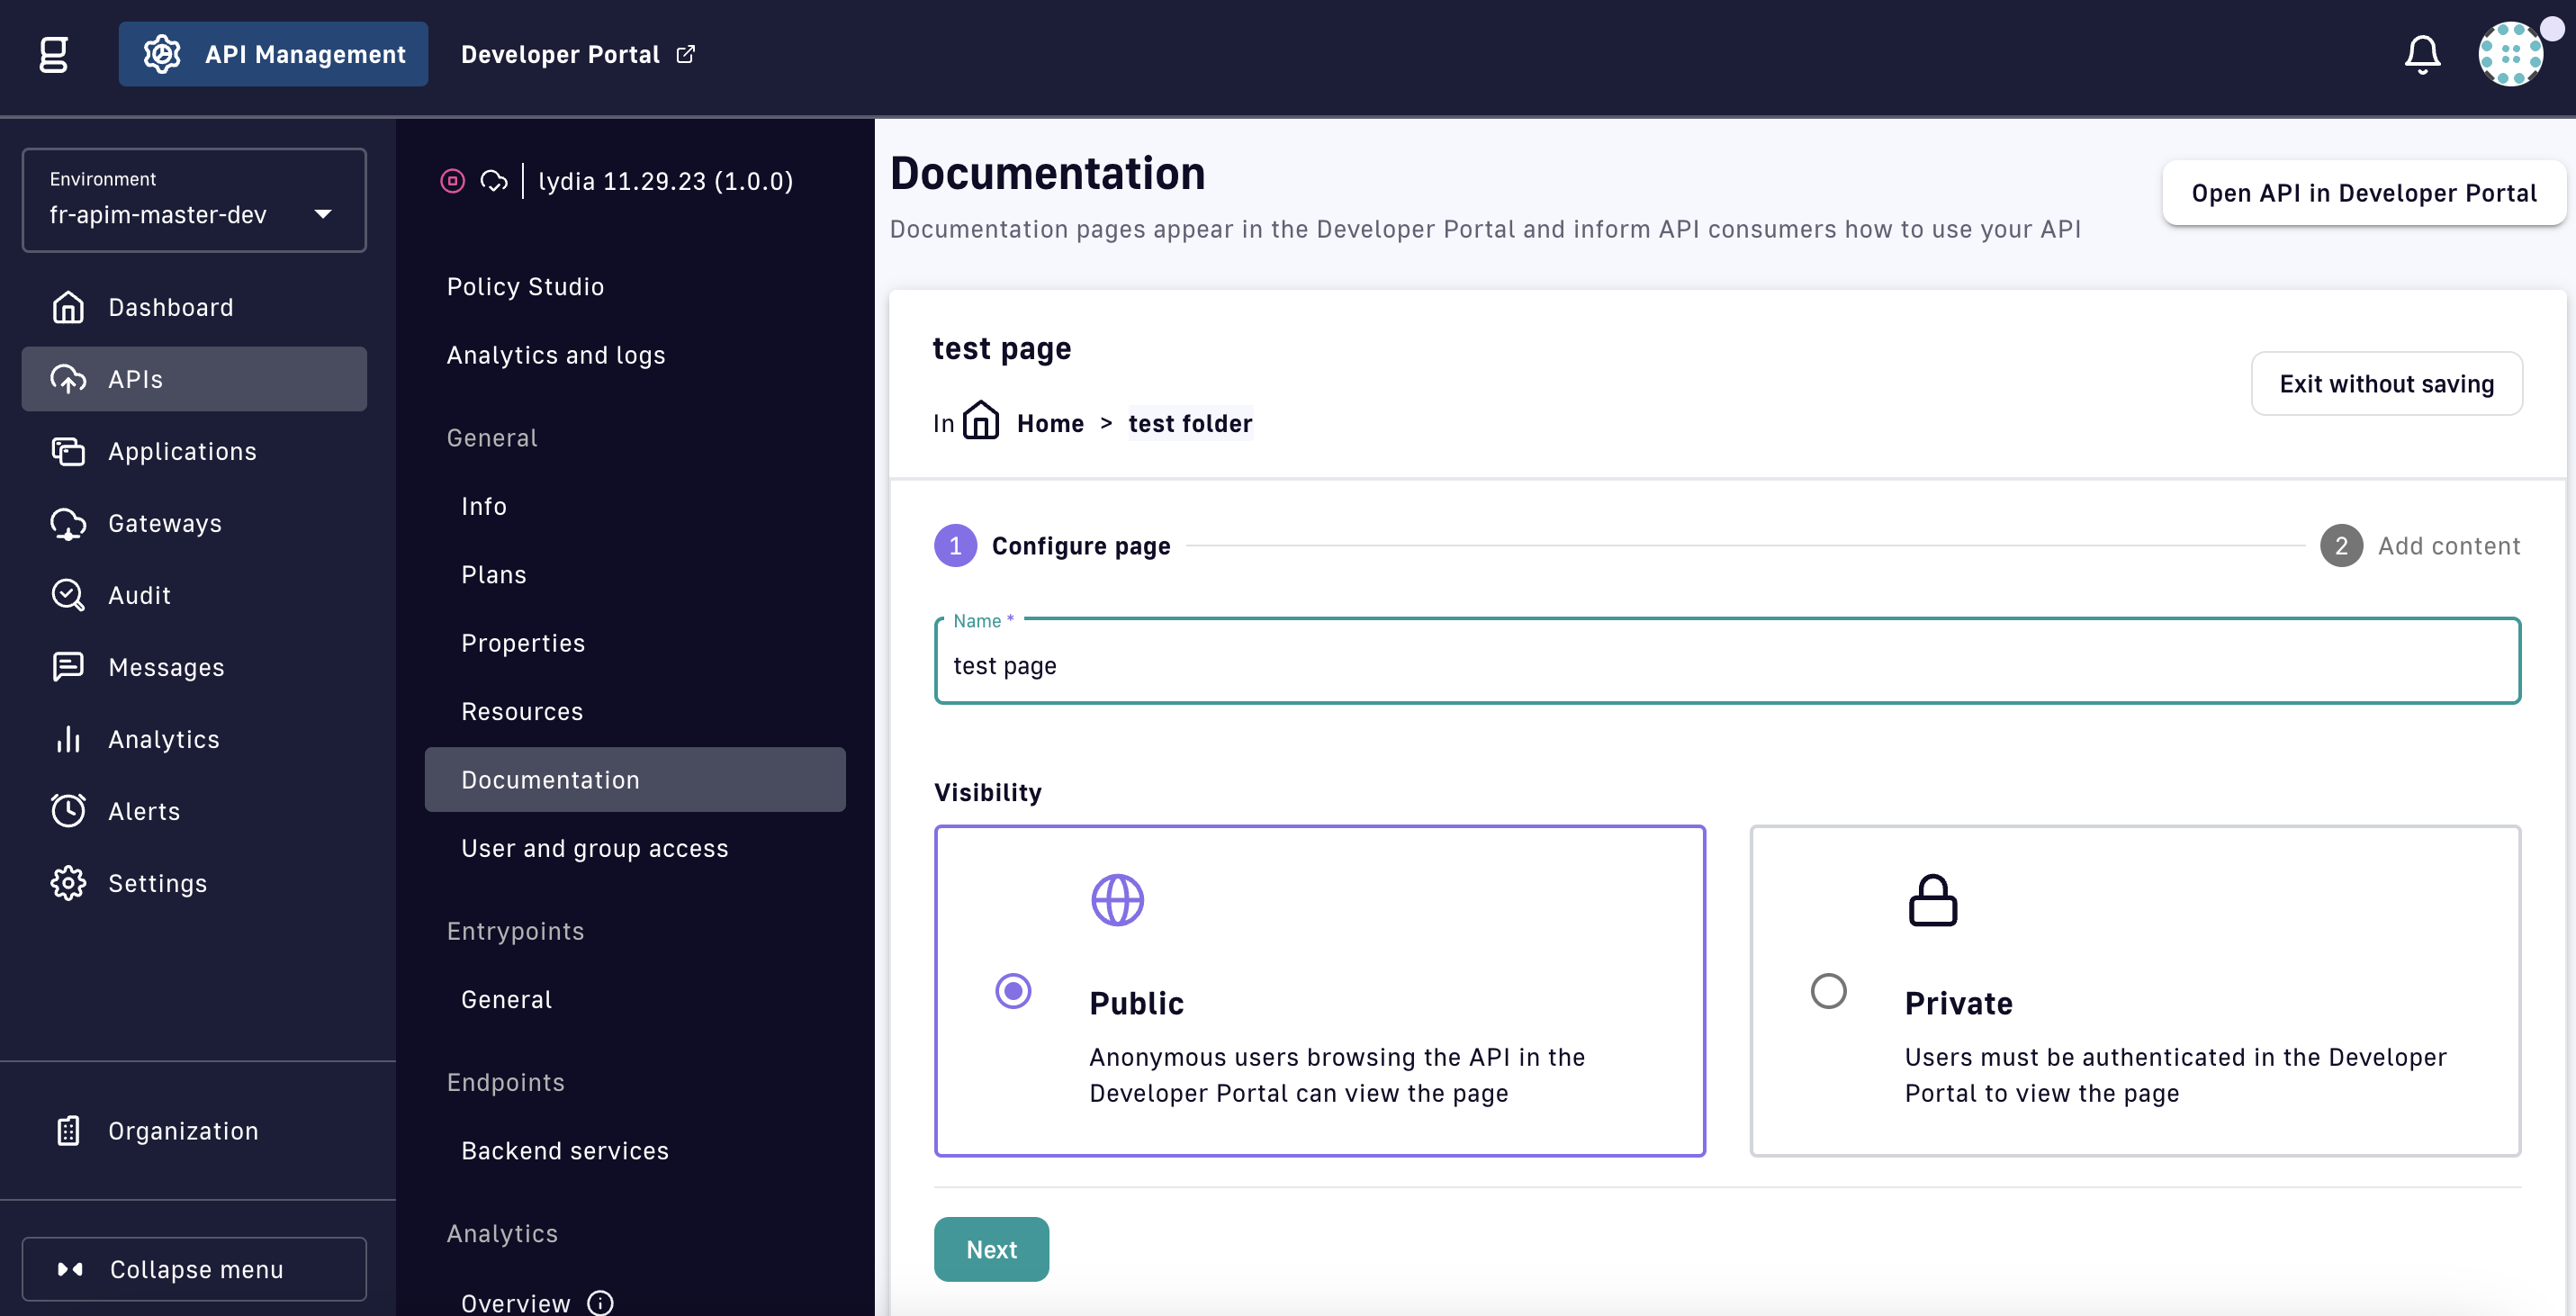 API Management
Developer Portal
Environment
fr-apim-master-dev
Dashboard
APIs
Applications
Gateways
Audit
Messages
Analytics
Alerts
Settings
Organization
Collapse menu
lydia 11.29.23 (1.0.0)
Policy Studio
Analytics and logs
General
Info
Plans
Properties
Resources
Documentation
User and group access
Entrypoints
General
Endpoints
Backend services
Analytics
Overview
Documentation
Documentation pages appear in the Developer Portal and inform API consumers how to use your API
Open API in Developer Portal
test page
In Home > test folder
Exit without saving
1 Configure page
2 Add content
Name *
test page
Visibility
Public
Anonymous users browsing the API in the
Developer Portal can view the page
Private
Users must be authenticated in the Developer
Portal to view the page
Next